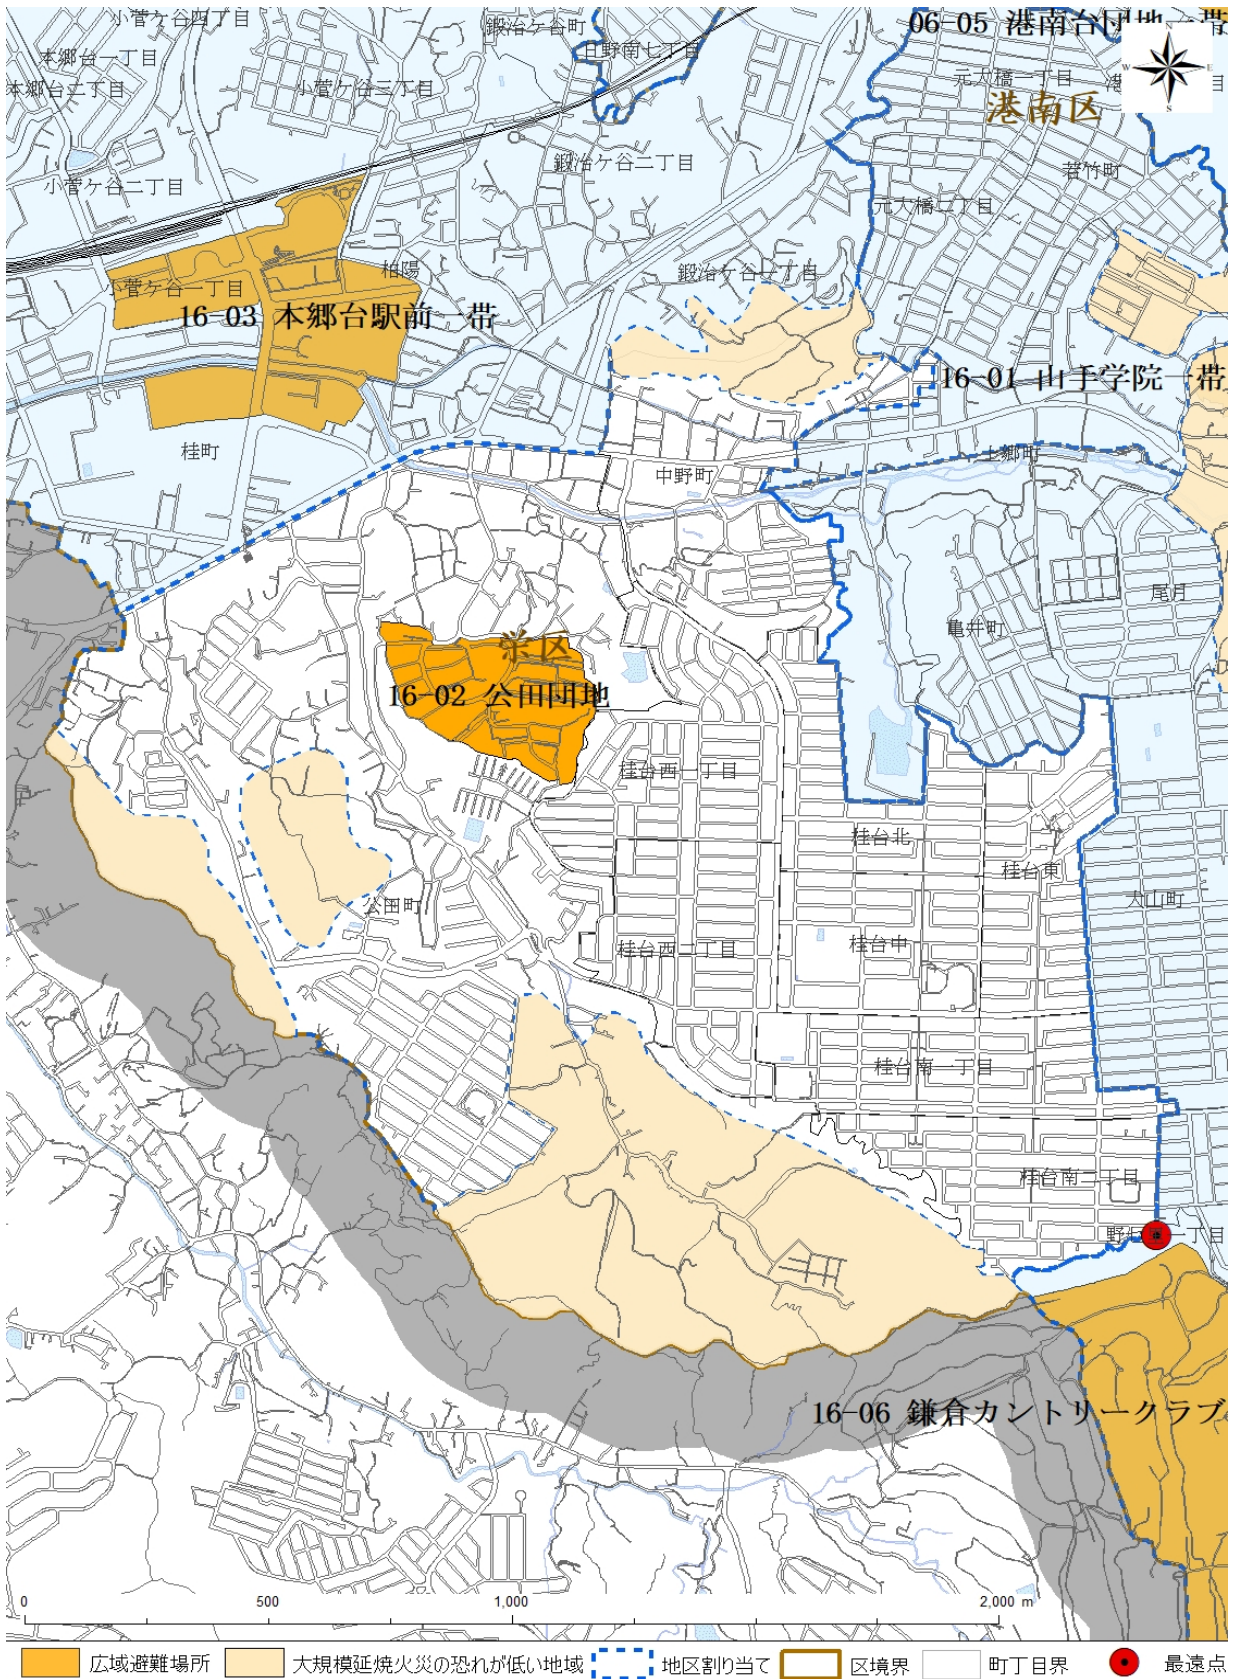 小菅ケ谷四丁目
鍛冶ケ谷町
06-05 港南台団地一帯
本郷台一丁目
日野南七丁目
元大橋一丁目
N
W
E
S
本郷台二丁目
小菅ケ谷三丁目
港南区
鍛冶ケ谷二丁目
若竹町
小菅ケ谷二丁目
元大橋二丁目
柏陽
鍛冶ケ谷一丁目
小菅ケ谷一丁目
16-03 本郷台駅前一帯
16-01 山手学院一帯
桂町
上郷町
中野町
尾月
亀井町
栄区
16-02 公田団地
桂台西一丁目
桂台北
桂台東
犬山町
公田町
桂台西二丁目
桂台中
桂台南一丁目
桂台南二丁目
一丁目
16-06 鎌倉カントリークラブ
0 500 1,000 2,000 m
広域避難場所 大規模延焼火災の恐れが低い地域 地区割り当て 区境界 町丁目界 最遠点